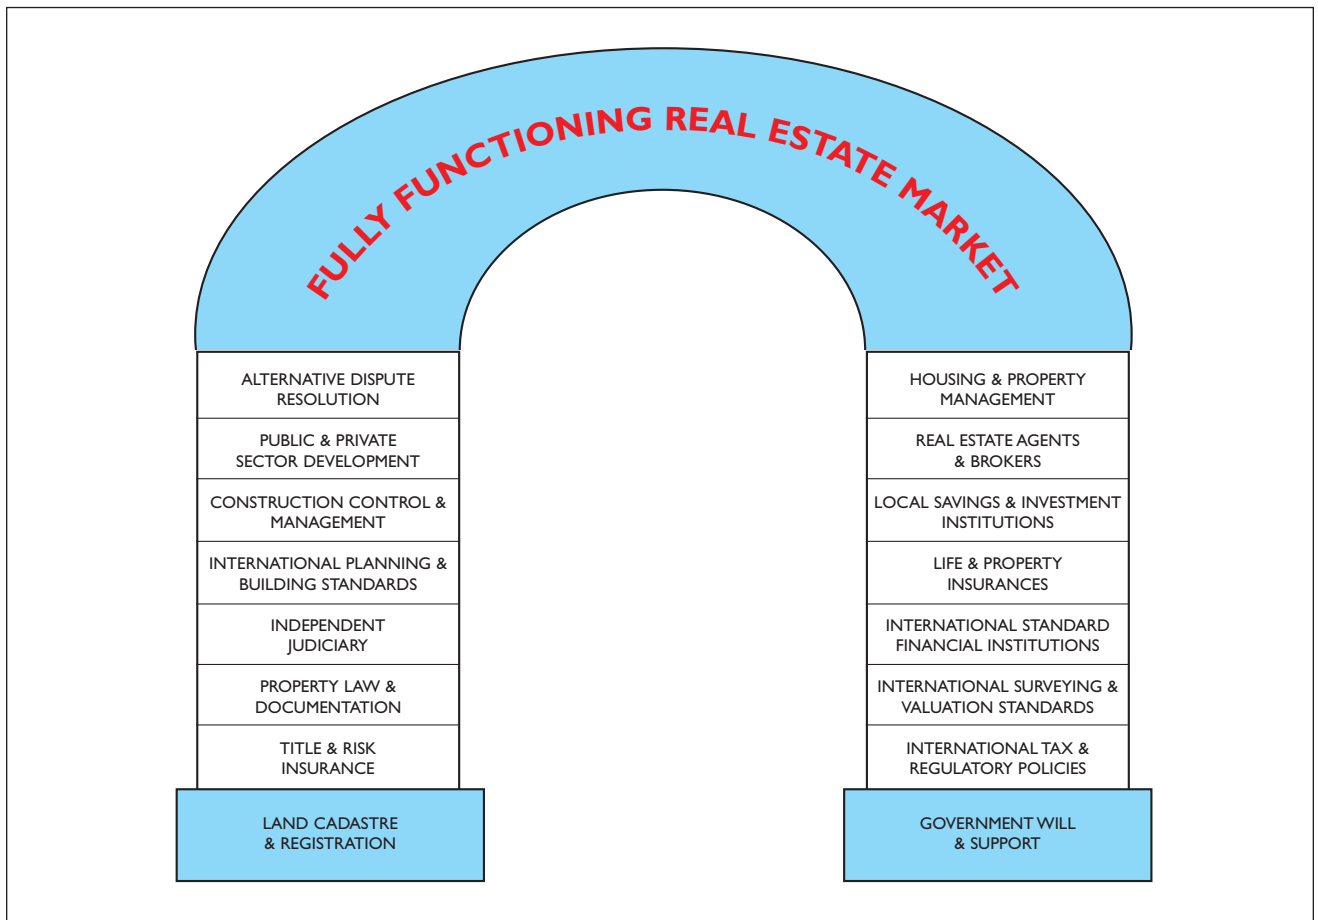 FULLY FUNCTIONING REAL ESTATE MARKET
ALTERNATIVE DISPUTE
RESOLUTION
PUBLIC & PRIVATE
SECTOR DEVELOPMENT
CONSTRUCTION CONTROL &
MANAGEMENT
INTERNATIONAL PLANNING &
BUILDING STANDARDS
INDEPENDENT
JUDICIARY
PROPERTY LAW &
DOCUMENTATION
TITLE & RISK
INSURANCE
LAND CADASTRE
& REGISTRATION
HOUSING & PROPERTY
MANAGEMENT
REAL ESTATE AGENTS
& BROKERS
LOCAL SAVINGS & INVESTMENT
INSTITUTIONS
LIFE & PROPERTY
INSURANCES
INTERNATIONAL STANDARD
FINANCIAL INSTITUTIONS
INTERNATIONAL SURVEYING &
VALUATION STANDARDS
INTERNATIONAL TAX &
REGULATORY POLICIES
GOVERNMENT WILL
& SUPPORT